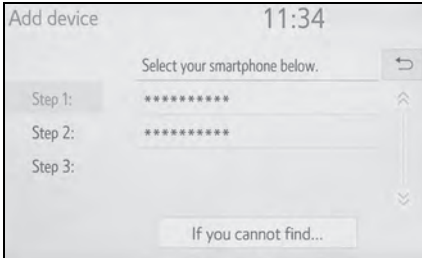 Add device 11:34
Select your smartphone below.
Step 1: **********
Step 2: **********
Step 3:
If you cannot find...